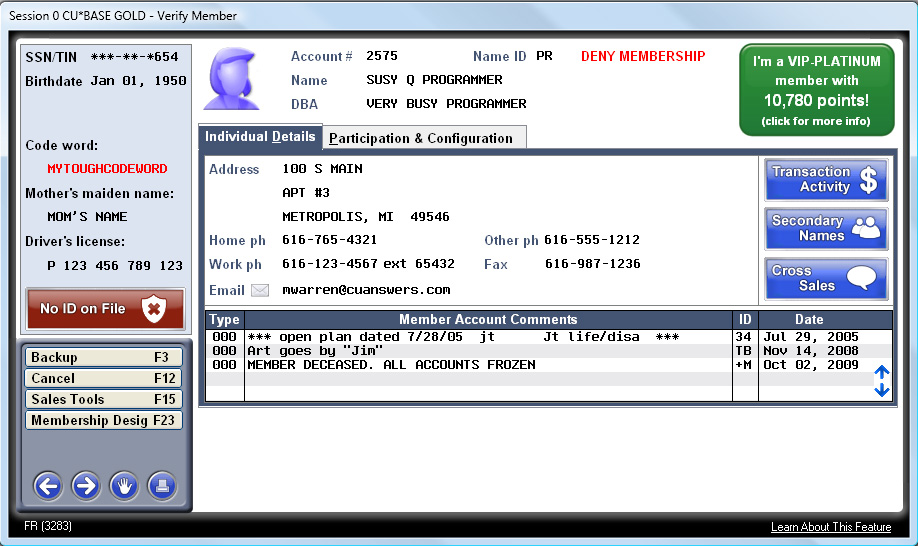 Session 0 CU*BASE GOLD - Verify Member
SSN/TIN ***-**-*654
Birthdate Jan 01, 1950
Code word:
MYTOUGHCODEWORD
Mother's maiden name:
MOM'S NAME
Driver's license:
P 123 456 789 123
No ID on File
Backup F3
Cancel F12
Sales Tools F15
Membership Desig F23
Account # 2575 Name ID PR DENY MEMBERSHIP
Name SUSY Q PROGRAMMER
DBA VERY BUSY PROGRAMMER
I'm a VIP-PLATINUM
member with
10,780 points!
(click for more info)
Individual Details Participation & Configuration
Address 100 S MAIN
APT #3
METROPOLIS, MI 49546
Home ph 616-765-4321 Other ph 616-555-1212
Work ph 616-123-4567 ext 65432 Fax 616-987-1236
Email mwarren@cuanswers.com
Transaction
Activity $
Secondary
Names
Cross
Sales
Type Member Account Comments ID Date
000 *** open plan dated 7/28/05 jt Jt life/disa *** 34 Jul 29, 2005
000 Art goes by "Jim" TB Nov 14, 2008
000 MEMBER DECEASED. ALL ACCOUNTS FROZEN +M Oct 02, 2009
FR (3283)
Learn About This Feature